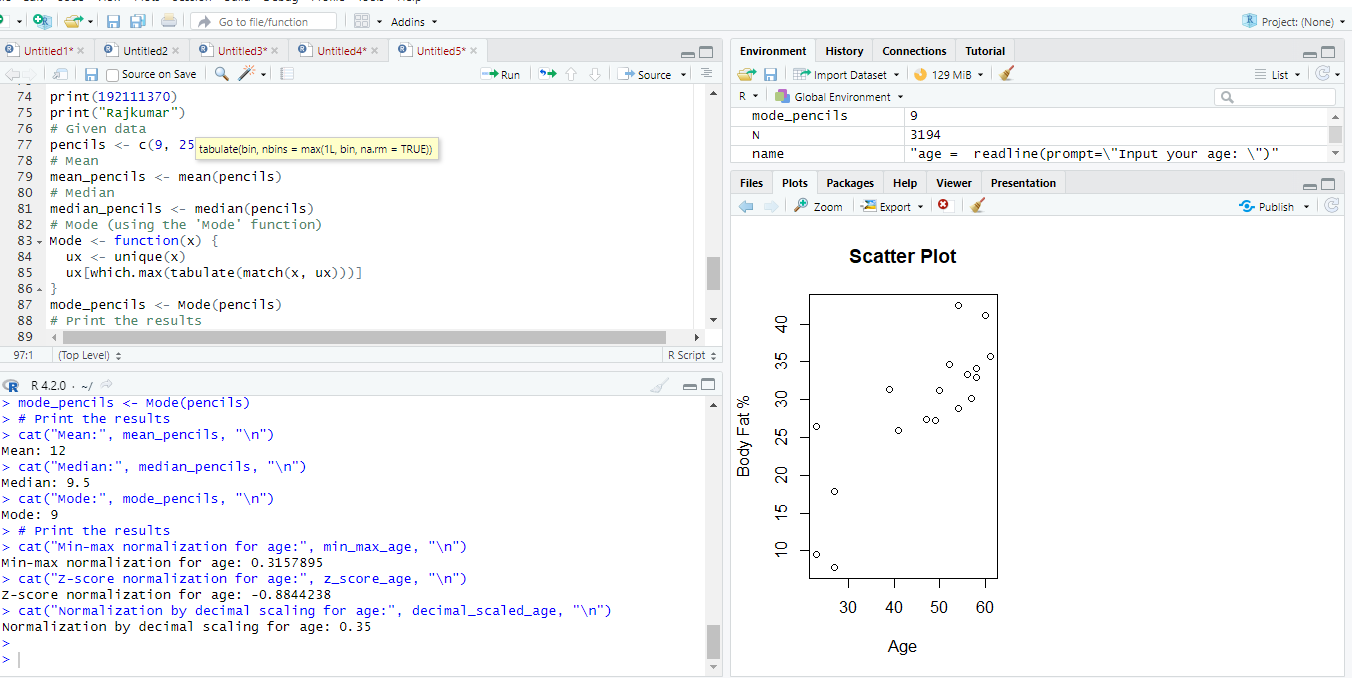 Go to file/function
Addins
Project: (None)
Untitled1*
Untitled2
Untitled3*
Untitled4*
Untitled5*
Source on Save
Run
Source
74 print(192111370)
75 print("Rajkumar")
76 # Given data
77 pencils <- c(9, 25
tabulate(bin, nbins = max(1L, bin, na.rm = TRUE))
78 # Mean
79 mean_pencils <- mean(pencils)
80 # Median
81 median_pencils <- median(pencils)
82 # Mode (using the 'Mode' function)
83 Mode <- function(x) {
84 ux <- unique(x)
85 ux[which.max(tabulate(match(x, ux)))]
86 }
87 mode_pencils <- Mode(pencils)
88 # Print the results
89
97:1 (Top Level) R Script
R 4.2.0 · ~/
> mode_pencils <- Mode(pencils)
> # Print the results
> cat("Mean:", mean_pencils, "\n")
Mean: 12
> cat("Median:", median_pencils, "\n")
Median: 9.5
> cat("Mode:", mode_pencils, "\n")
Mode: 9
> # Print the results
> cat("Min-max normalization for age:", min_max_age, "\n")
Min-max normalization for age: 0.3157895
> cat("Z-score normalization for age:", z_score_age, "\n")
Z-score normalization for age: -0.8844238
> cat("Normalization by decimal scaling for age:", decimal_scaled_age, "\n")
Normalization by decimal scaling for age: 0.35
>
>
Environment History Connections Tutorial
Import Dataset 129 MiB List
R Global Environment
mode_pencils 9
N 3194
name "age = readline(prompt=\"Input your age: \")"
Files Plots Packages Help Viewer Presentation
Zoom Export Publish
Scatter Plot
Body Fat %
40
35
30
25
20
15
10
30 40 50 60
Age